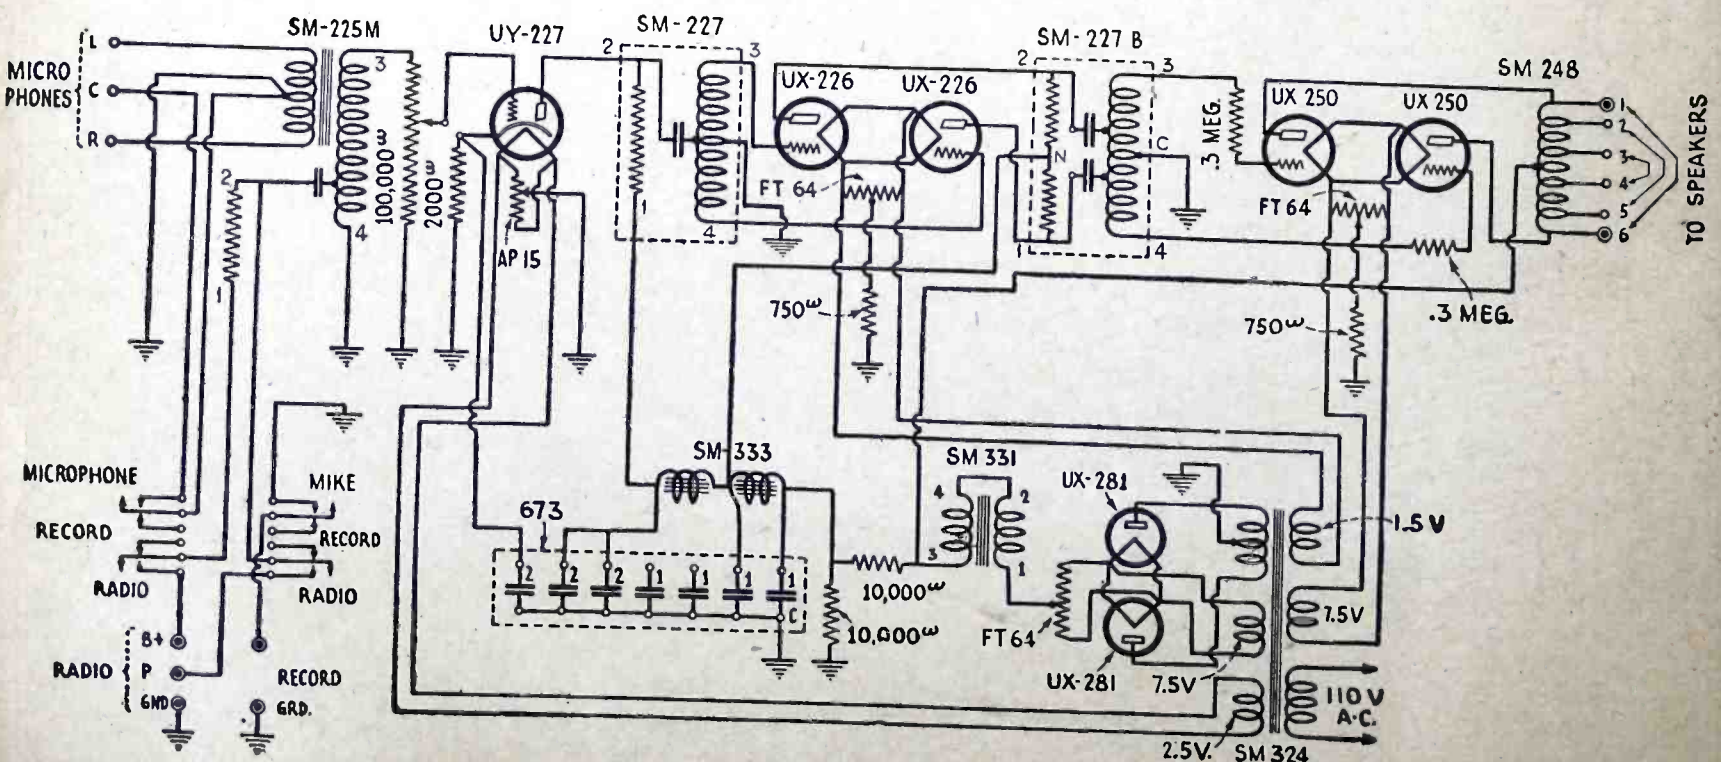 SM-225M
L
MICRO
PHONES
C
R
3
4
2
1
100,000ω
2000ω
UY-227
AP 15
SM-227
2
3
1
4
UX-226
UX-226
FT 64
750ω
SM-227 B
2
3
N
C
1
4
.3 MEG.
UX 250
UX 250
FT 64
750ω
.3 MEG.
SM 248
1
2
3
4
5
6
TO SPEAKERS
MICROPHONE
RECORD
RADIO
MIKE
RECORD
RADIO
RADIO
B+
P
GND
RECORD
GRD.
673
2
2
2
1
1
1
1
C
SM-333
10,000ω
10,000ω
SM 331
4
2
3
1
UX-281
FT64
UX-281
7.5V
2.5V.
SM 324
1.5 V
7.5V
110V
A.C.